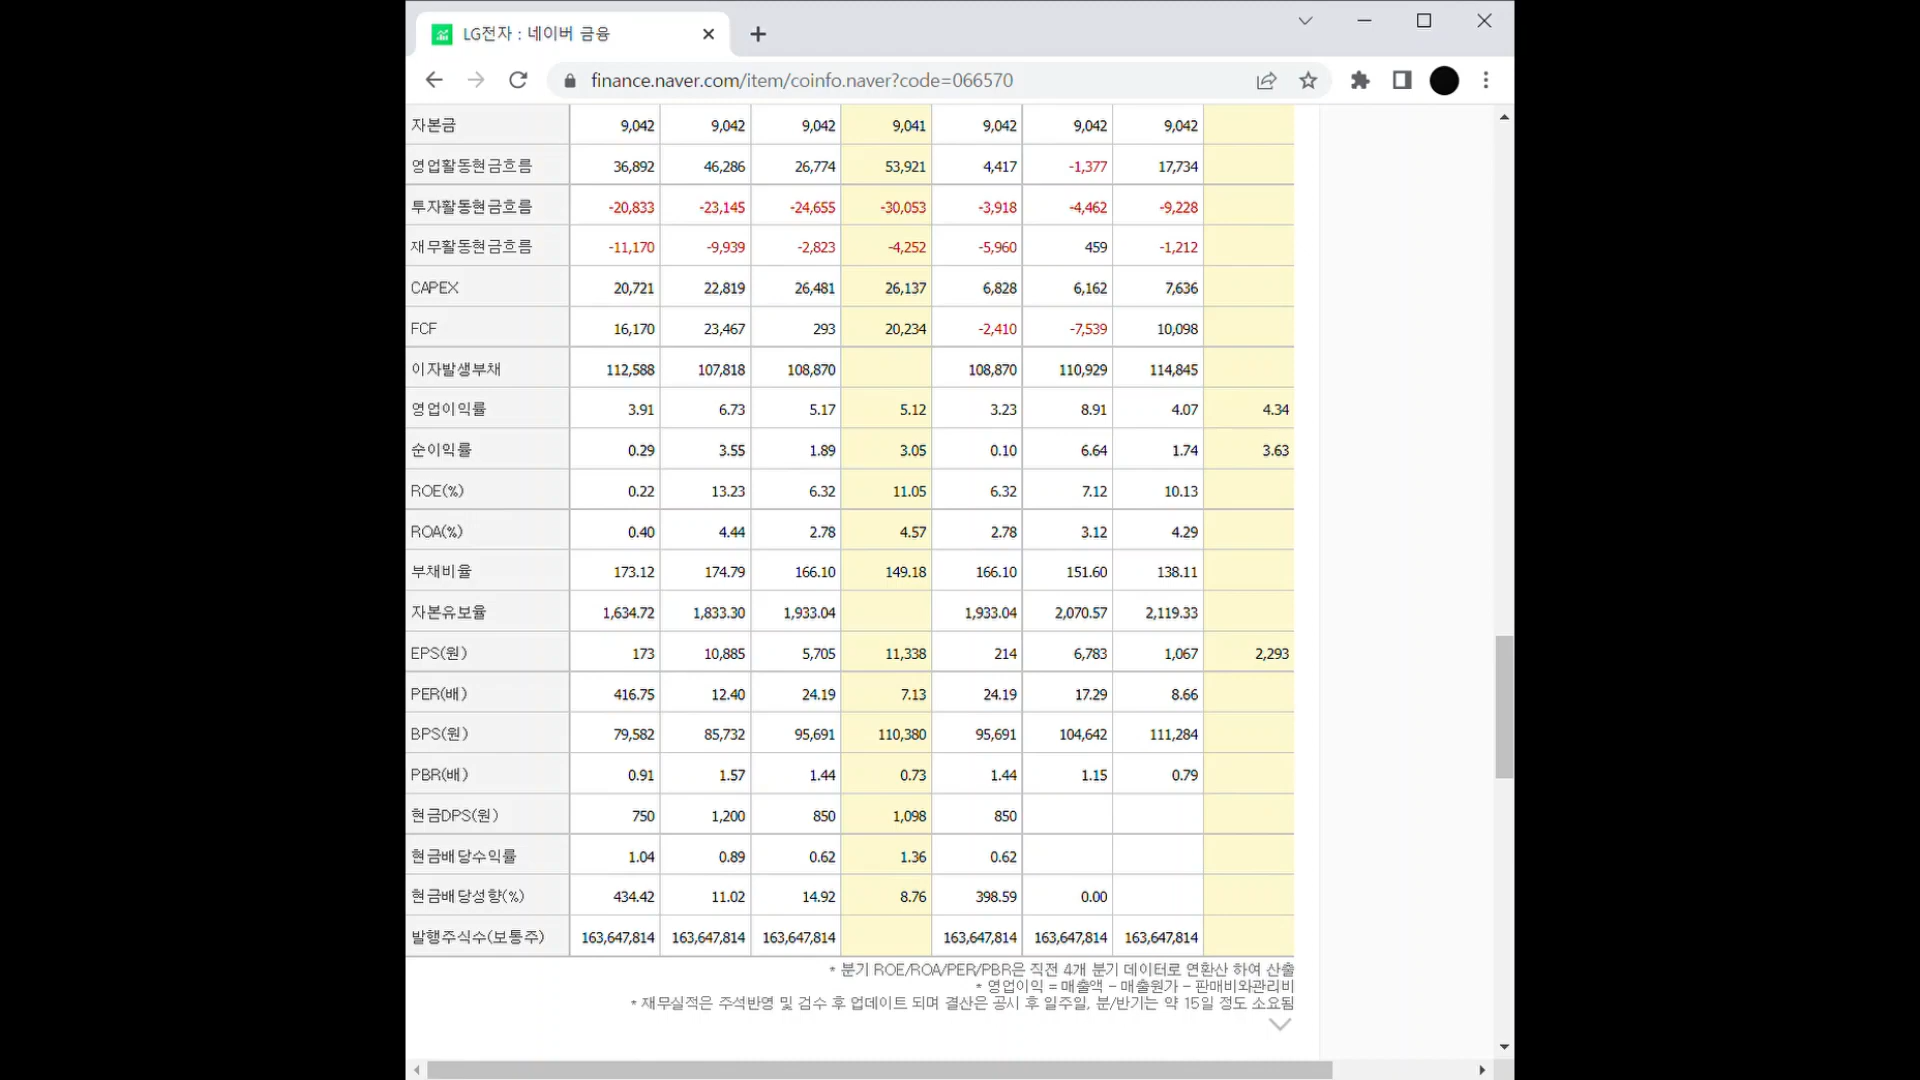 LG전자 : 네이버 금융
finance.naver.com/item/coinfo.naver?code=066570
자본금 9,042 9,042 9,042 9,041 9,042 9,042 9,042
영업활동현금흐름 36,892 46,286 26,774 53,921 4,417 -1,377 17,734
투자활동현금흐름 -20,833 -23,145 -24,655 -30,053 -3,918 -4,462 -9,228
재무활동현금흐름 -11,170 -9,939 -2,823 -4,252 -5,960 459 -1,212
CAPEX 20,721 22,819 26,481 26,137 6,828 6,162 7,636
FCF 16,170 23,467 293 20,234 -2,410 -7,539 10,098
이자발생부채 112,588 107,818 108,870 108,870 110,929 114,845
영업이익률 3.91 6.73 5.17 5.12 3.23 8.91 4.07 4.34
순이익률 0.29 3.55 1.89 3.05 0.10 6.64 1.74 3.63
ROE(%) 0.22 13.23 6.32 11.05 6.32 7.12 10.13
ROA(%) 0.40 4.44 2.78 4.57 2.78 3.12 4.29
부채비율 173.12 174.79 166.10 149.18 166.10 151.60 138.11
자본유보율 1,634.72 1,833.30 1,933.04 1,933.04 2,070.57 2,119.33
EPS(원) 173 10,885 5,705 11,338 214 6,783 1,067 2,293
PER(배) 416.75 12.40 24.19 7.13 24.19 17.29 8.66
BPS(원) 79,582 85,732 95,691 110,380 95,691 104,642 111,284
PBR(배) 0.91 1.57 1.44 0.73 1.44 1.15 0.79
현금DPS(원) 750 1,200 850 1,098 850
현금배당수익률 1.04 0.89 0.62 1.36 0.62
현금배당성향(%) 434.42 11.02 14.92 8.76 398.59 0.00
발행주식수(보통주) 163,647,814 163,647,814 163,647,814 163,647,814 163,647,814 163,647,814
* 분기 ROE/ROA/PER/PBR은 직전 4개 분기 데이터로 연환산 하여 산출
* 영업이익 = 매출액 - 매출원가 - 판매비와관리비
* 재무실적은 주석반영 및 검수 후 업데이트 되며 결산은 공시 후 일주일, 분/반기는 약 15일 정도 소요됨